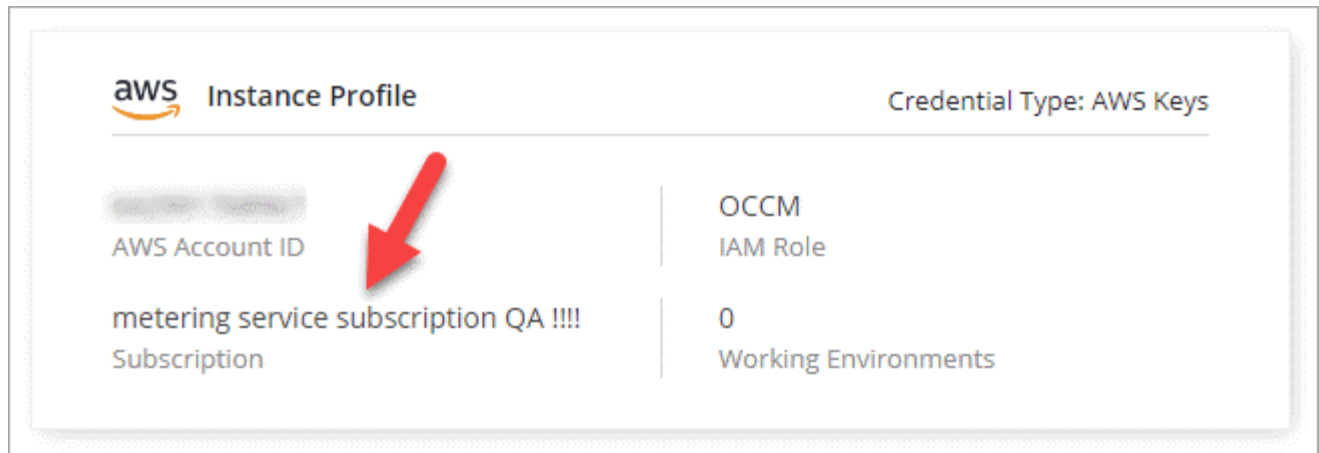 aws Instance Profile
Credential Type: AWS Keys
AWS Account ID
OCCM
IAM Role
metering service subscription QA !!!!
Subscription
0
Working Environments